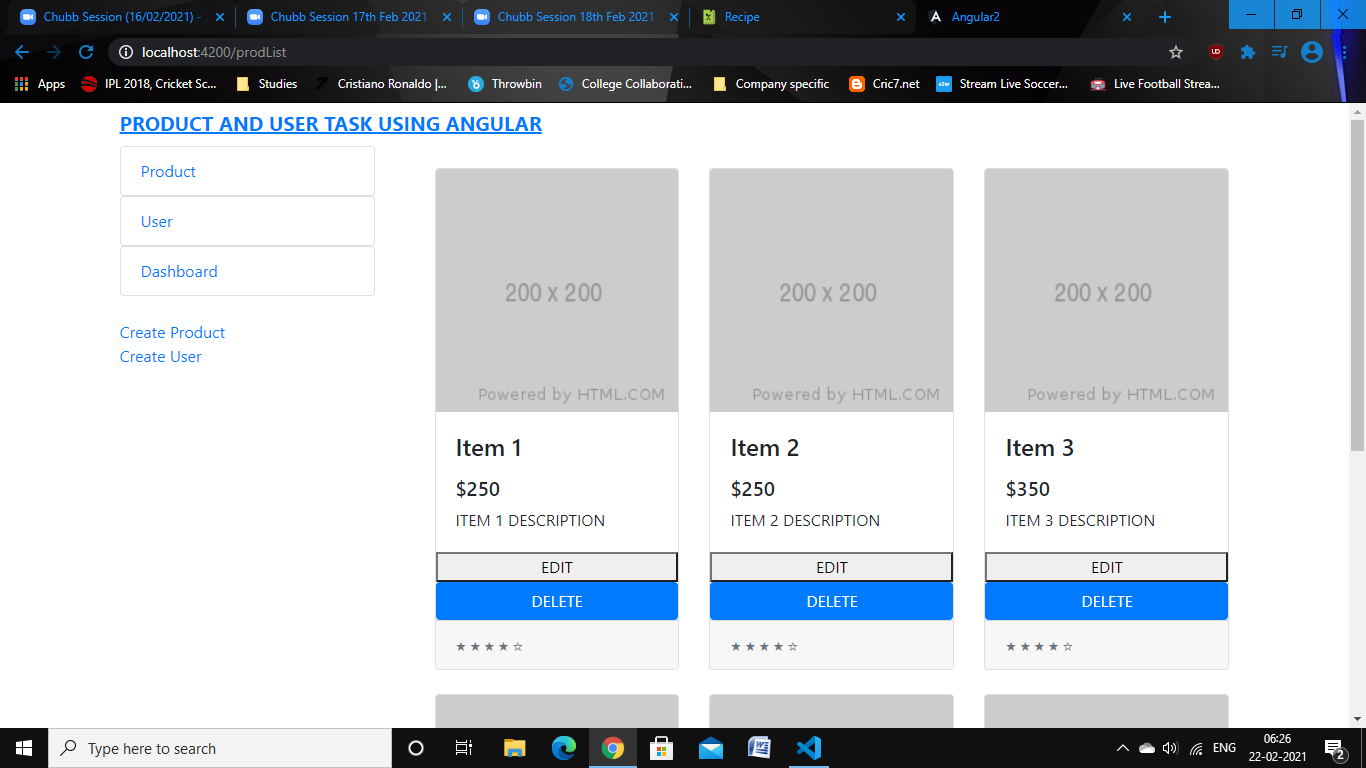 Chubb Session (16/02/2021) -
Chubb Session 17th Feb 2021
Chubb Session 18th Feb 2021
Recipe
Angular2
localhost:4200/prodList
Apps
IPL 2018, Cricket Sc...
Studies
Cristiano Ronaldo |...
Throwbin
College Collaborati...
Company specific
Cric7.net
Stream Live Soccer...
Live Football Strea...
PRODUCT AND USER TASK USING ANGULAR
Product
User
Dashboard
Create Product
Create User
200 x 200
Powered by HTML.COM
Item 1
$250
ITEM 1 DESCRIPTION
EDIT
DELETE
★ ★ ★ ★ ☆
200 x 200
Powered by HTML.COM
Item 2
$250
ITEM 2 DESCRIPTION
EDIT
DELETE
★ ★ ★ ★ ☆
200 x 200
Powered by HTML.COM
Item 3
$350
ITEM 3 DESCRIPTION
EDIT
DELETE
★ ★ ★ ★ ☆
Type here to search
ENG
06:26
22-02-2021
2